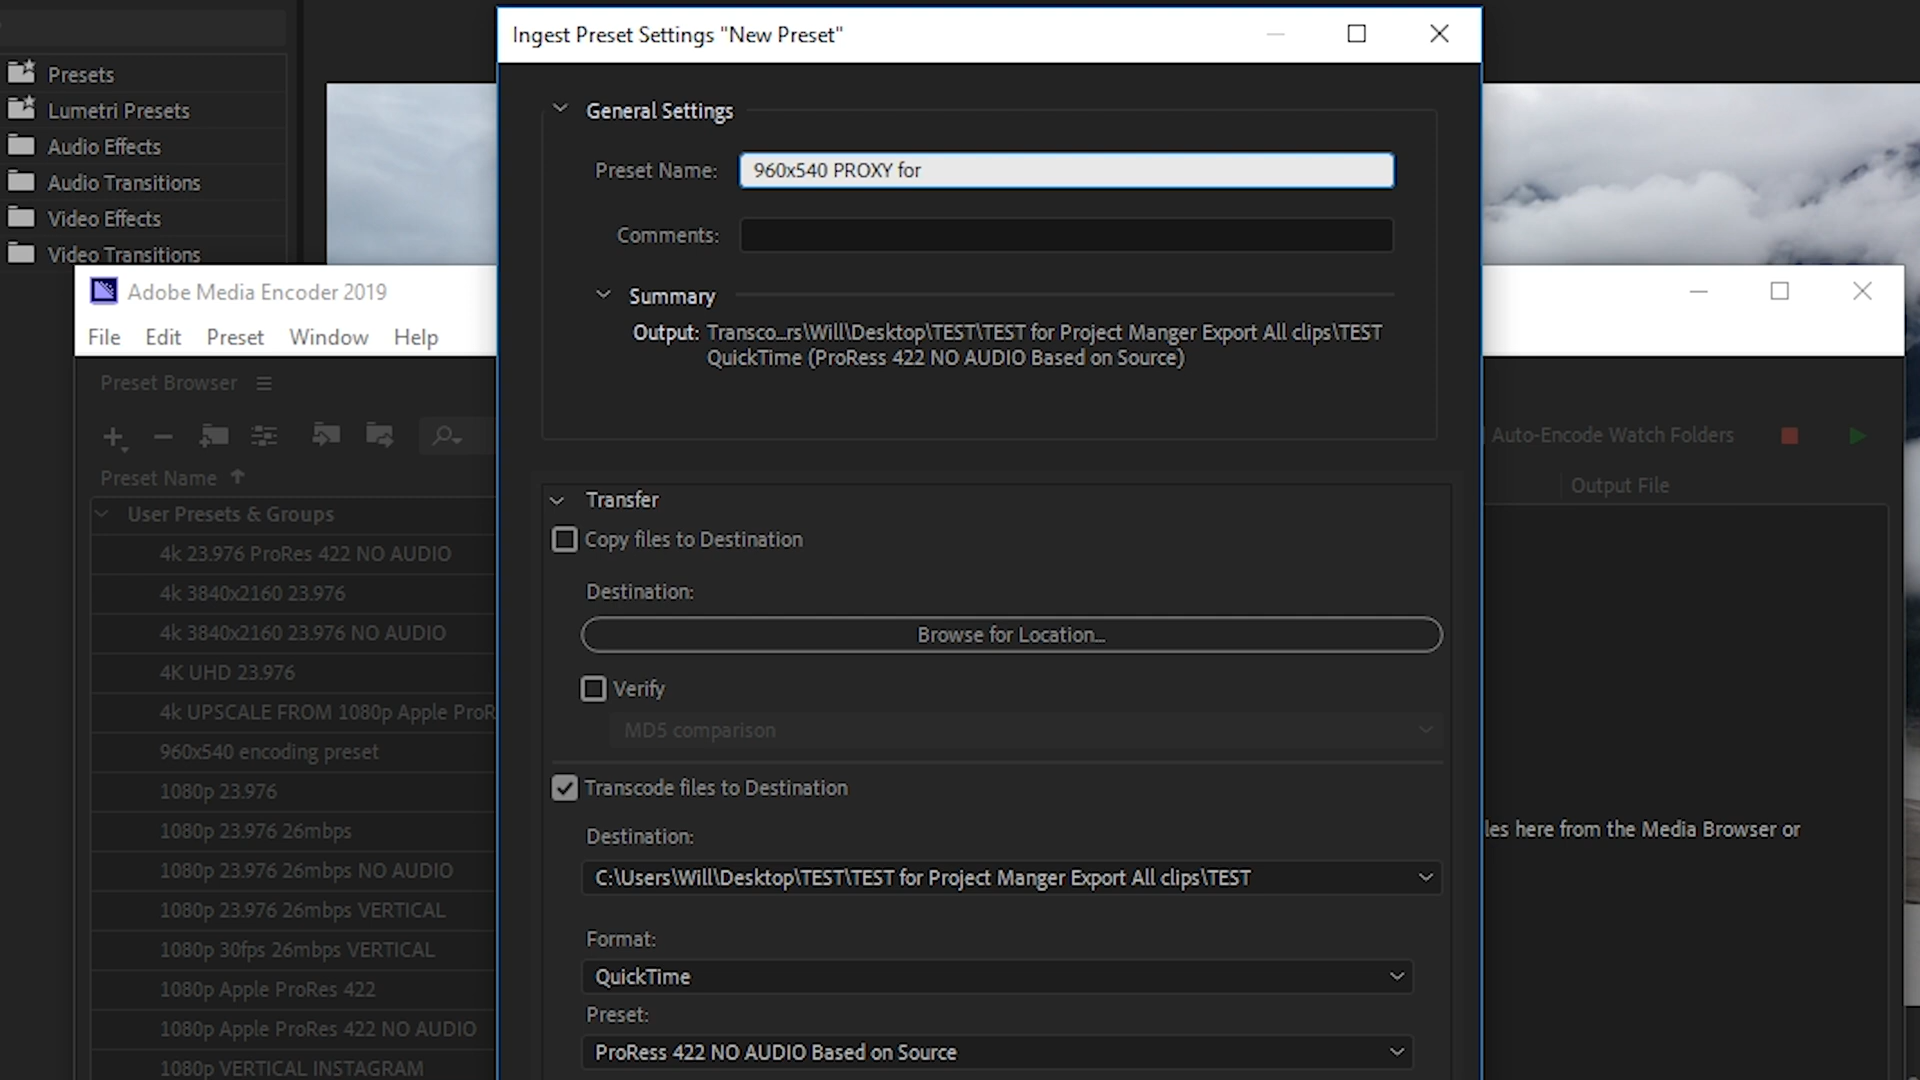 Ingest Preset Settings "New Preset"
Presets
Lumetri Presets
Audio Effects
Audio Transitions
Video Effects
Video Transitions
General Settings
Preset Name: 960x540 PROXY for
Comments:
Summary
Output: Transco...rs\Will\Desktop\TEST\TEST for Project Manger Export All clips\TEST
QuickTime (ProRess 422 NO AUDIO Based on Source)
Adobe Media Encoder 2019
File Edit Preset Window Help
Preset Browser
Preset Name
User Presets & Groups
4k 23.976 ProRes 422 NO AUDIO
4k 3840x2160 23.976
4k 3840x2160 23.976 NO AUDIO
4K UHD 23.976
4k UPSCALE FROM 1080p Apple ProR
960x540 encoding preset
1080p 23.976
1080p 23.976 26mbps
1080p 23.976 26mbps NO AUDIO
1080p 23.976 26mbps VERTICAL
1080p 30fps 26mbps VERTICAL
1080p Apple ProRes 422
1080p Apple ProRes 422 NO AUDIO
1080p VERTICAL INSTAGRAM
Transfer
Copy files to Destination
Destination:
Browse for Location...
Verify
MD5 comparison
Transcode files to Destination
Destination:
C:\Users\Will\Desktop\TEST\TEST for Project Manger Export All clips\TEST
Format:
QuickTime
Preset:
ProRess 422 NO AUDIO Based on Source
Auto-Encode Watch Folders
Output File
les here from the Media Browser or